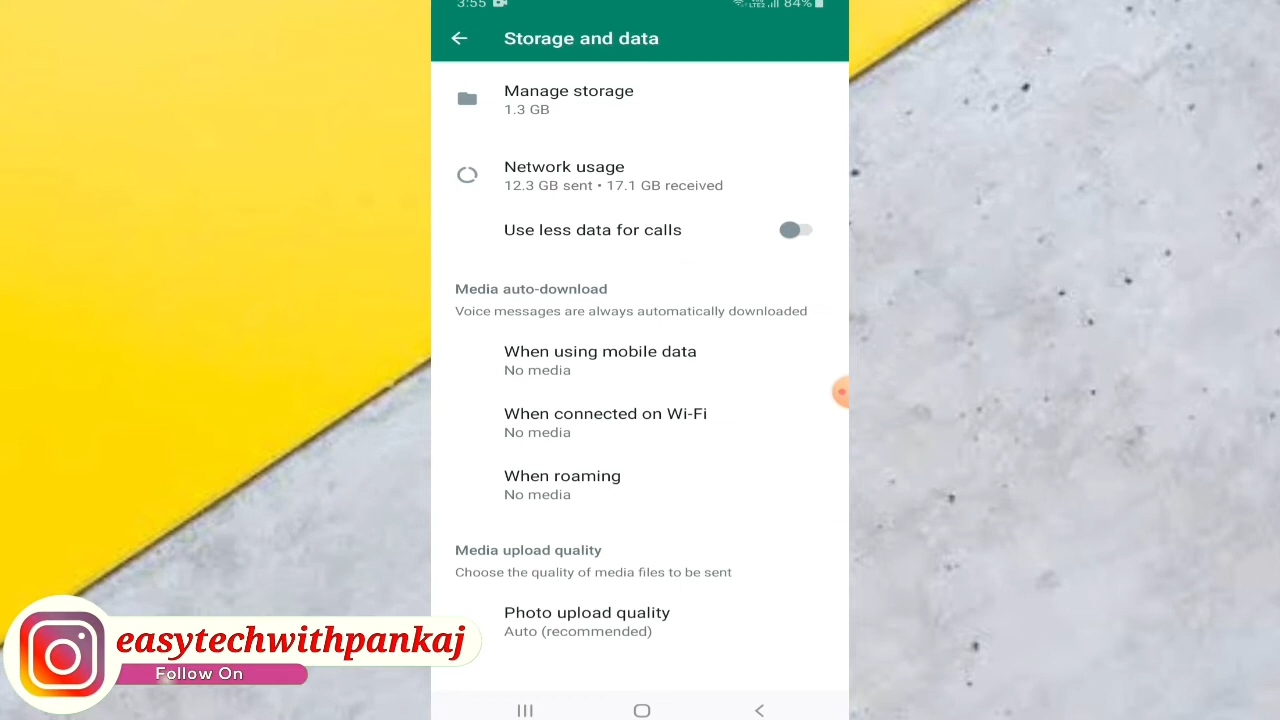 3:55 84%
Storage and data
Manage storage
1.3 GB
Network usage
12.3 GB sent • 17.1 GB received
Use less data for calls
Media auto-download
Voice messages are always automatically downloaded
When using mobile data
No media
When connected on Wi-Fi
No media
When roaming
No media
Media upload quality
Choose the quality of media files to be sent
Photo upload quality
Auto (recommended)
easytechwithpankaj
Follow On